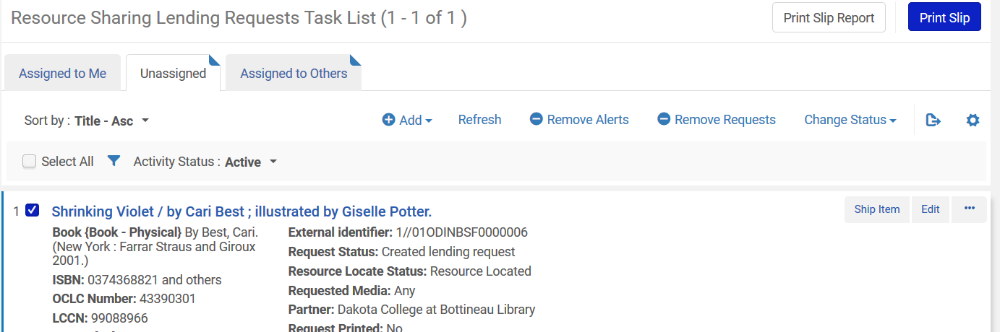 Resource Sharing Lending Requests Task List (1 - 1 of 1 )
Print Slip Report
Print Slip
Assigned to Me
Unassigned
Assigned to Others
Sort by : Title - Asc
Add
Refresh
Remove Alerts
Remove Requests
Change Status
Select All
Activity Status : Active
1
Shrinking Violet / by Cari Best ; illustrated by Giselle Potter.
Ship Item
Edit
•••
Book {Book - Physical} By Best, Cari.
(New York : Farrar Straus and Giroux
2001.)
ISBN: 0374368821 and others
OCLC Number: 43390301
LCCN: 99088966
External identifier: 1//01ODINBSF0000006
Request Status: Created lending request
Resource Locate Status: Resource Located
Requested Media: Any
Partner: Dakota College at Bottineau Library
Request Printed: No